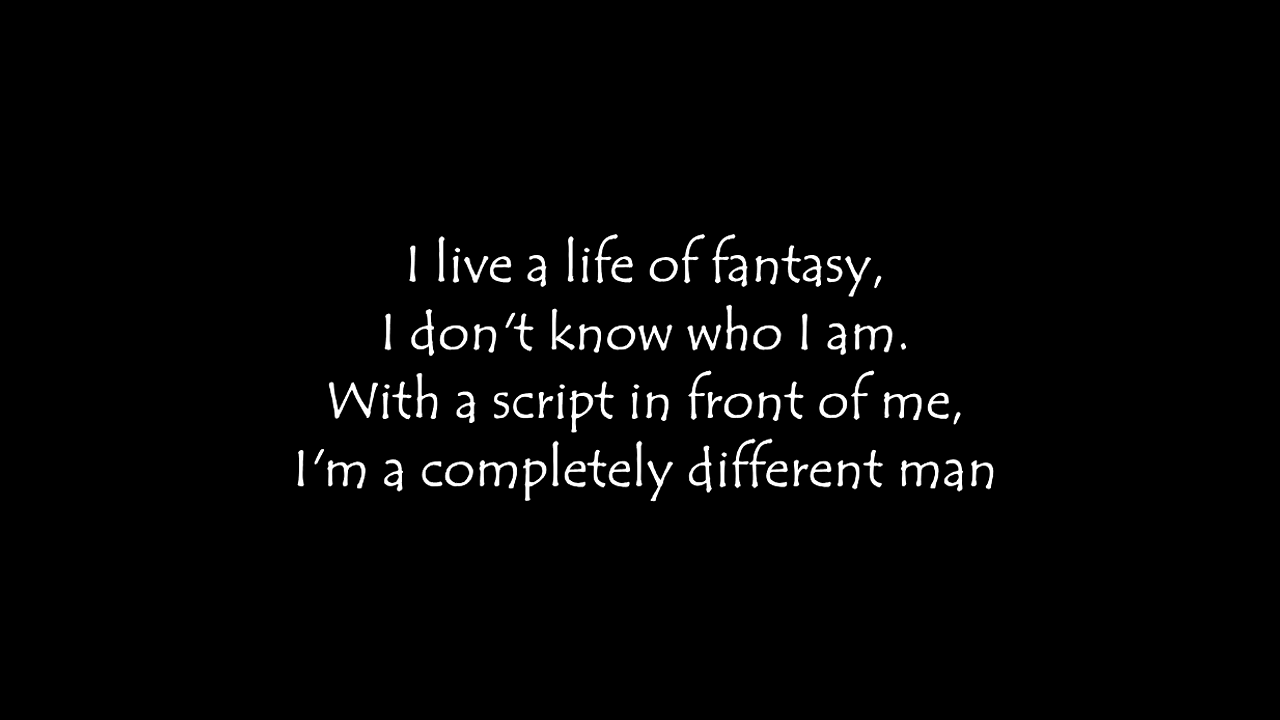 I live a life of fantasy,
I don't know who I am.
With a script in front of me,
I'm a completely different man